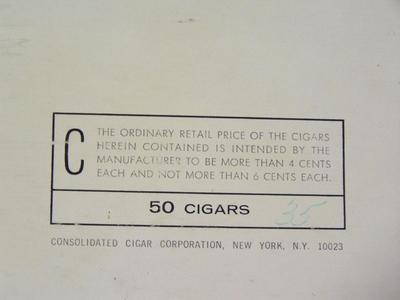 C
THE ORDINARY RETAIL PRICE OF THE CIGARS
HEREIN CONTAINED IS INTENDED BY THE
MANUFACTURER TO BE MORE THAN 4 CENTS
EACH AND NOT MORE THAN 6 CENTS EACH.
50 CIGARS 35
CONSOLIDATED CIGAR CORPORATION, NEW YORK, N.Y. 10023